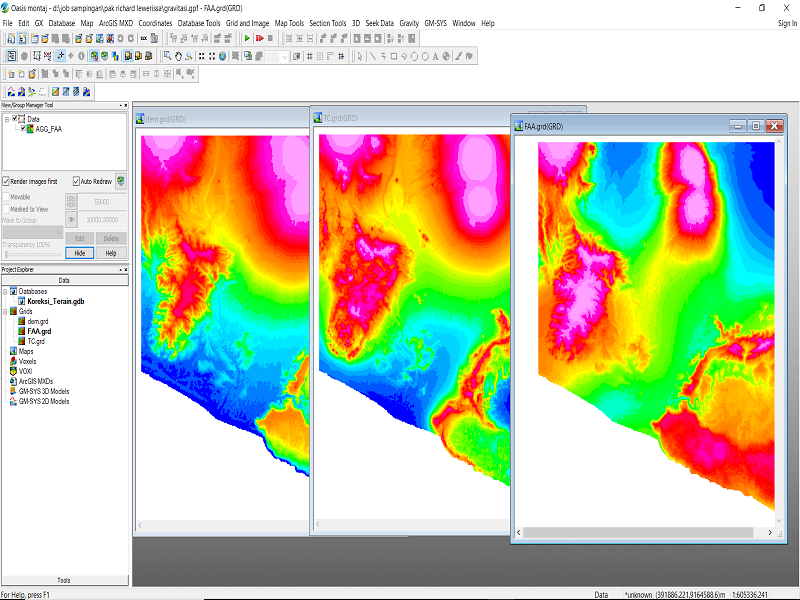 Oasis montaj - d:\job sampingan\pak richard lewerissa\gravitasi.gpf - FAA.grd(GRD)
File Edit GX Database Map ArcGIS MXD Coordinates Database Tools Grid and Image Map Tools Section Tools 3D Seek Data Gravity GM-SYS Window Help
Sign In
View/Group Manager Tool
Data
AGG_FAA
Render images first
Auto Redraw
Movable
50000
Masked to View
Mask to Group
10000:20000
Edit
Delete
Transparency 100%
Hide
Help
Project Explorer
Data
Databases
Koreksi_Terain.gdb
Grids
dem.grd
FAA.grd
TC.grd
Maps
Voxels
VOXI
ArcGIS MXDs
GM-SYS 3D Models
GM-SYS 2D Models
Tools
dem.grd(GRD)
TC.grd(GRD)
FAA.grd(GRD)
For Help, press F1
Data
*unknown (391886.221,9164588.6)m
1:605336.241